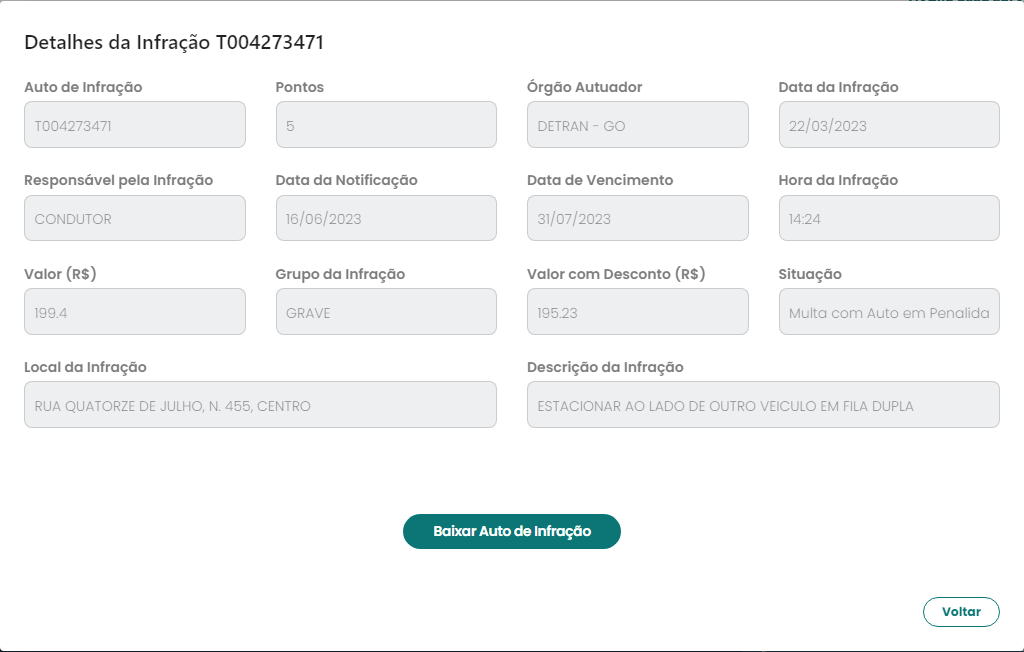 Detalhes da Infração T004273471
Auto de Infração
T004273471
Pontos
5
Órgão Autuador
DETRAN - GO
Data da Infração
22/03/2023
Responsável pela Infração
CONDUTOR
Data da Notificação
16/06/2023
Data de Vencimento
31/07/2023
Hora da Infração
14:24
Valor (R$)
199.4
Grupo da Infração
GRAVE
Valor com Desconto (R$)
195.23
Situação
Multa com Auto em Penalida
Local da Infração
RUA QUATORZE DE JULHO, N. 455, CENTRO
Descrição da Infração
ESTACIONAR AO LADO DE OUTRO VEICULO EM FILA DUPLA
Baixar Auto de Infração
Voltar